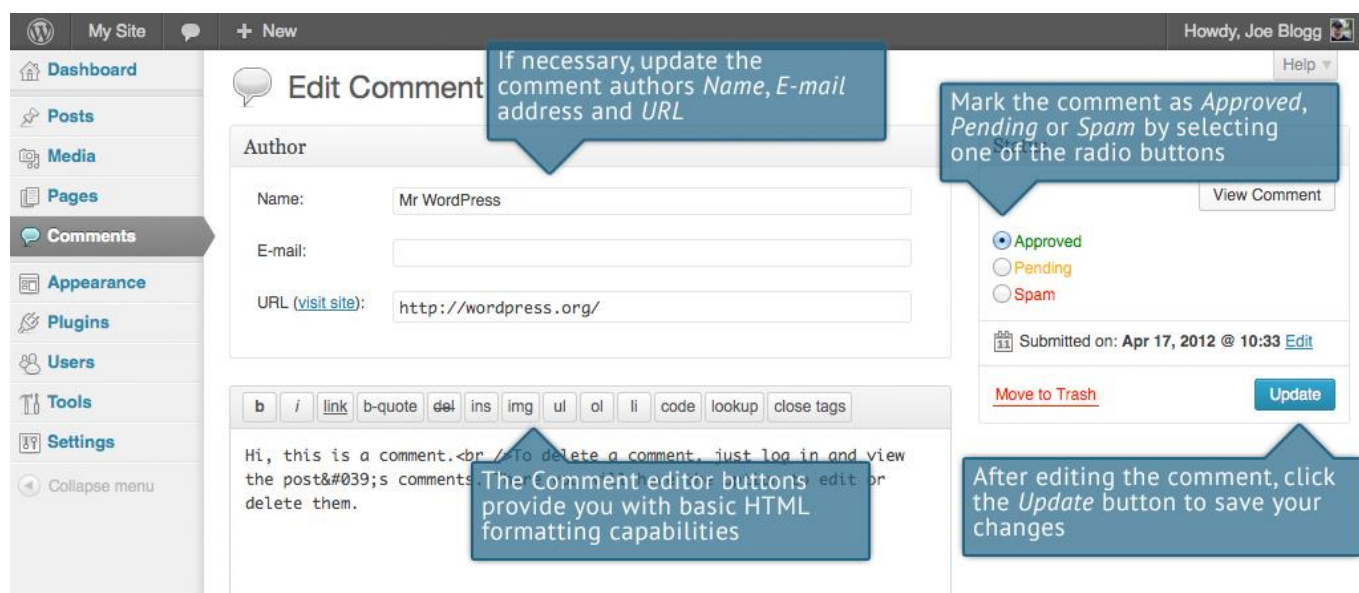 My Site
+ New
Howdy, Joe Blogg
Help
Dashboard
Posts
Media
Pages
Comments
Appearance
Plugins
Users
Tools
Settings
Collapse menu
Edit Comment
If necessary, update the
comment authors Name, E-mail
address and URL
Author
Name:
Mr WordPress
E-mail:
URL (visit site):
http://wordpress.org/
b i link b-quote del ins img ul ol li code lookup close tags
Hi, this is a comment.<br />To delete a comment, just log in and view
the post&#039;s comments. edit or
delete them.
The Comment editor buttons
provide you with basic HTML
formatting capabilities
Mark the comment as Approved,
Pending or Spam by selecting
one of the radio buttons
View Comment
Approved
Pending
Spam
11
Submitted on: Apr 17, 2012 @ 10:33 Edit
Move to Trash
Update
After editing the comment, click
the Update button to save your
changes